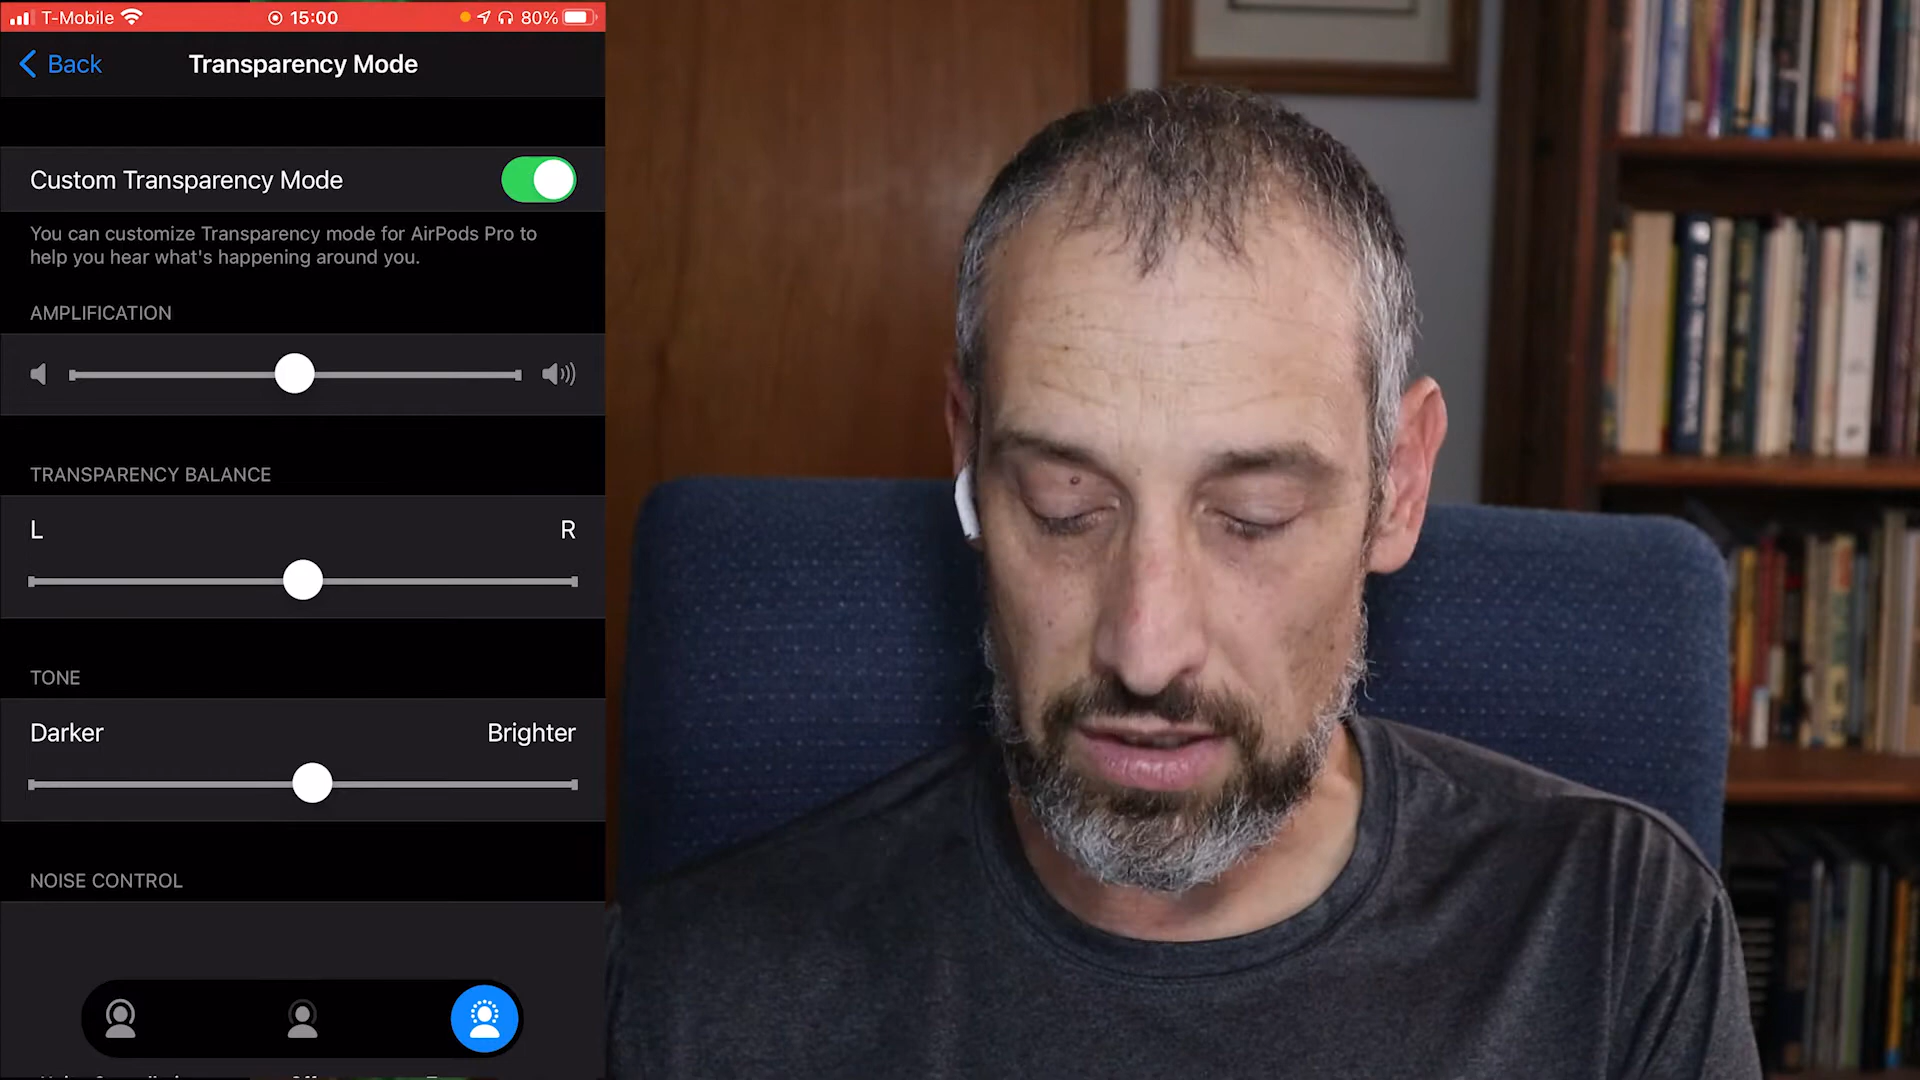 T-Mobile 15:00 80%
Back Transparency Mode
Custom Transparency Mode
You can customize Transparency mode for AirPods Pro to
help you hear what's happening around you.
AMPLIFICATION
TRANSPARENCY BALANCE
L R
TONE
Darker Brighter
NOISE CONTROL